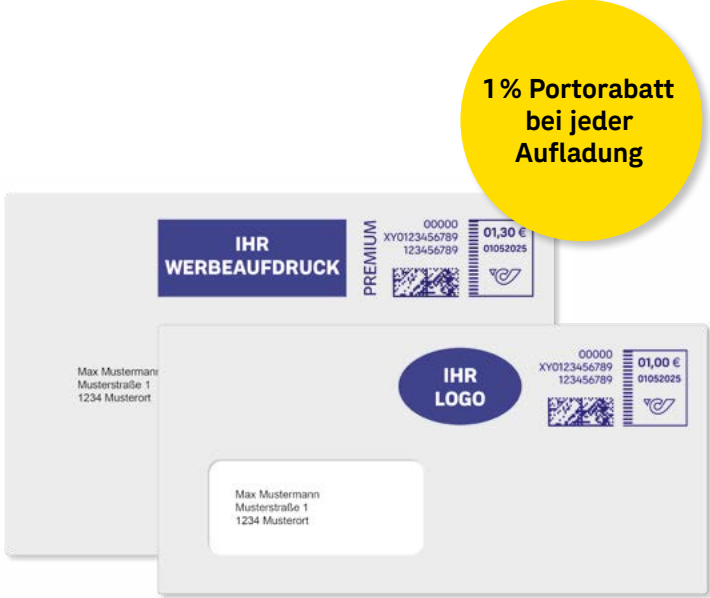 1% Portorabatt
bei jeder
Aufladung
IHR
WERBEAUFDRUCK
PREMIUM
00000
XY0123456789
123456789
01,30 €
01052025
Max Mustermann
Musterstraße 1
1234 Musterort
IHR
LOGO
00000
XY0123456789
123456789
01,00 €
01052025
Max Mustermann
Musterstraße 1
1234 Musterort